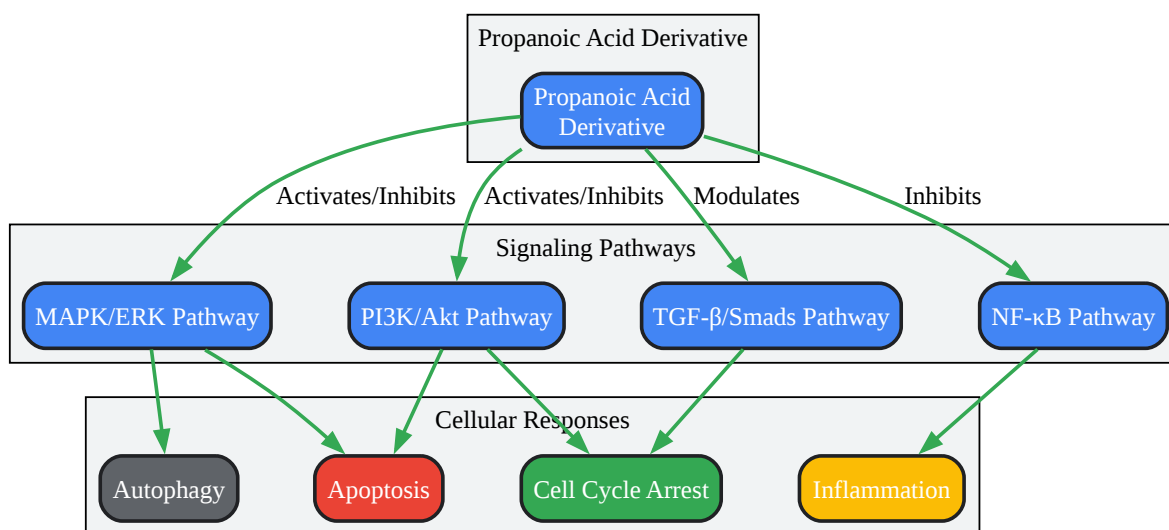 Propanoic Acid Derivative
Propanoic Acid
Derivative
Activates/Inhibits
Activates/Inhibits
Modulates
Inhibits
Signaling Pathways
MAPK/ERK Pathway
PI3K/Akt Pathway
TGF-β/Smads Pathway
NF-κB Pathway
Cellular Responses
Autophagy
Apoptosis
Cell Cycle Arrest
Inflammation